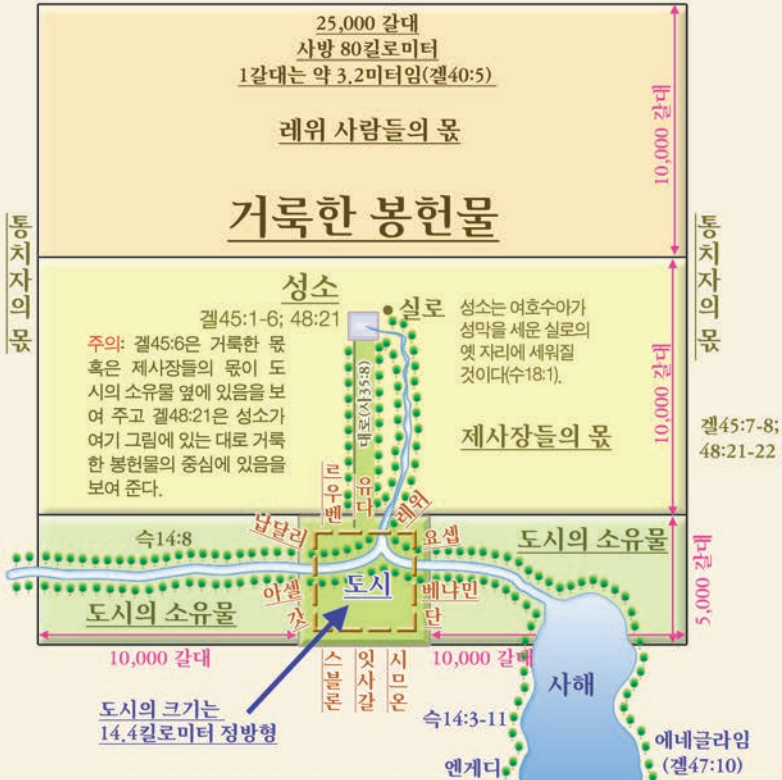 25,000 갈대
사방 80킬로미터
1갈대는 약 3.2미터임(겔40:5)
레위 사람들의 몫
10,000 갈대
거룩한 봉헌물
통치자의 몫
통치자의 몫
성소
겔45:1-6; 48:21
실로
주의: 겔45:6은 거룩한 몫
혹은 제사장들의 몫이 도
시의 소유물 옆에 있음을 보
여 주고 겔48:21은 성소가
여기 그림에 있는 대로 거룩
한 봉헌물의 중심에 있음을
보여 준다.
대로(사35:8)
성소는 여호수아가
성막을 세운 실로의
옛 자리에 세워질
것이다(수18:1).
제사장들의 몫
10,000 갈대
겔45:7-8;
48:21-22
르우벤
유다
레위
슥14:8
납달리
요셉
도시의 소유물
아셀
도시
베냐민
도시의 소유물
갓
단
5,000 갈대
10,000 갈대
스블론
잇사갈
시므온
10,000 갈대
사해
도시의 크기는
14.4킬로미터 정방형
슥14:3-11
엔게디
에네글라임
(겔47:10)